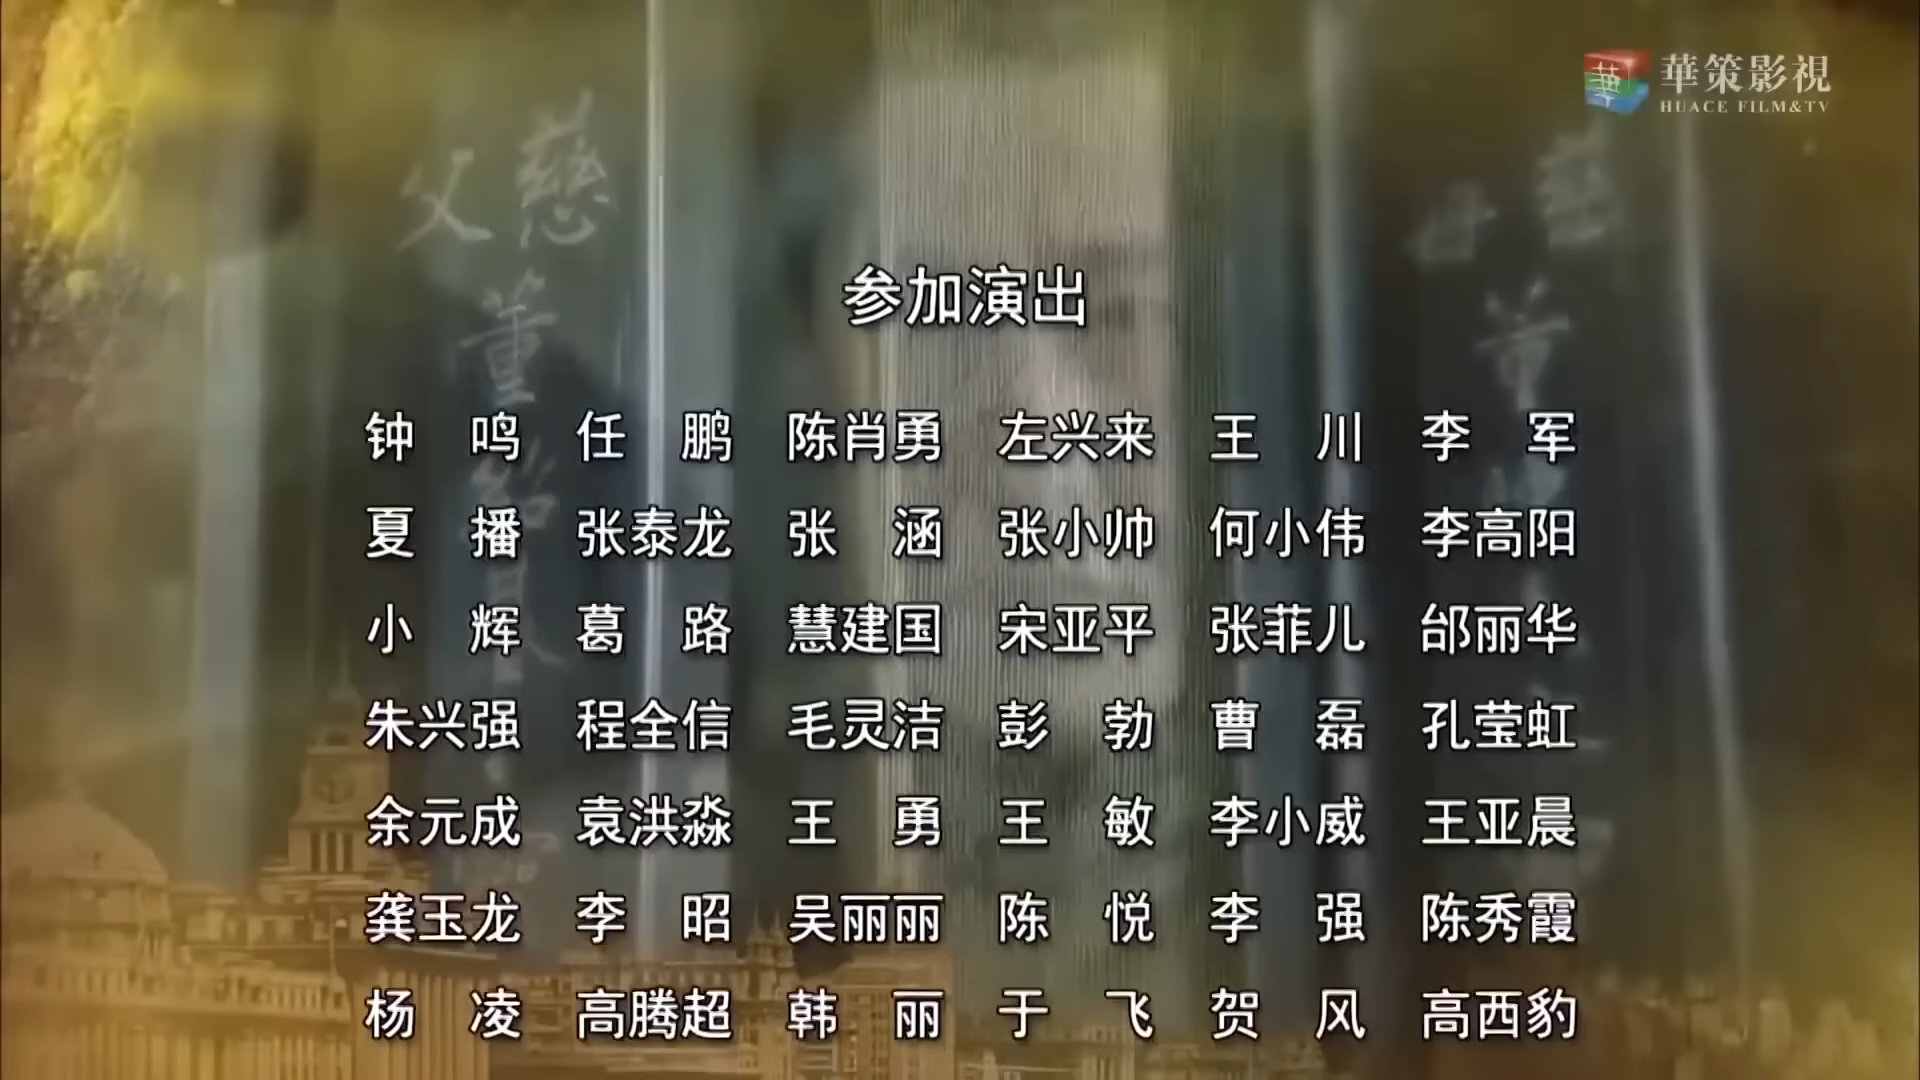 華策影視
HUACE FILM&TV
慈父
慈母
参加演出
钟 鸣 任 鹏 陈肖勇 左兴来 王 川 李 军
夏 播 张泰龙 张 涵 张小帅 何小伟 李高阳
小 辉 葛 路 慧建国 宋亚平 张菲儿 邰丽华
朱兴强 程全信 毛灵洁 彭 勃 曹 磊 孔莹虹
余元成 袁洪淼 王 勇 王 敏 李小威 王亚晨
龚玉龙 李 昭 吴丽丽 陈 悦 李 强 陈秀霞
杨 凌 高腾超 韩 丽 于 飞 贺 风 高西豹